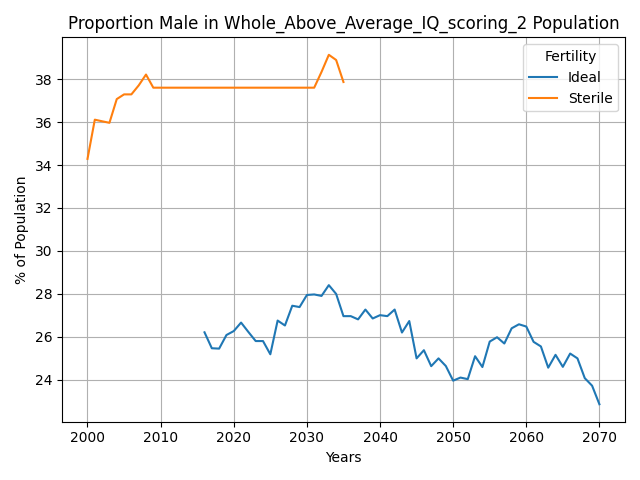 Proportion Male in Whole_Above_Average_IQ_scoring_2 Population
Fertility
Ideal
Sterile
% of Population
38
36
34
32
30
28
26
24
2000 2010 2020 2030 2040 2050 2060 2070
Years